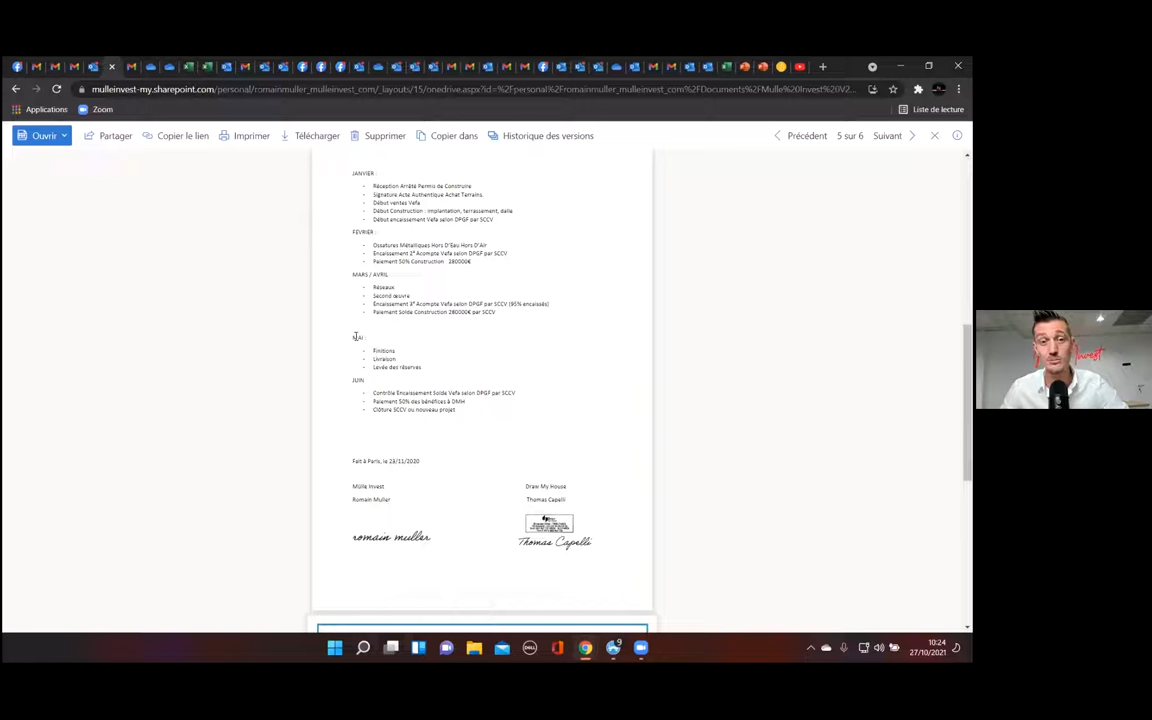 mulleinvest-my.sharepoint.com/personal/romainmuller_mulleinvest_com/_layouts/15/onedrive.aspx?id=%2Fpersonal%2Fromainmuller_mulleinvest_com%2FDocuments%2FMulle%20Invest%20V2...
Applications Zoom Liste de lecture
Ouvrir Partager Copier le lien Imprimer Télécharger Supprimer Copier dans Historique des versions Précédent 5 sur 6 Suivant
JANVIER :
- Réception Arrêté Permis de Construire
- Signature Acte Authentique Achat Terrains.
- Début ventes Vefa
- Début Construction : implantation, terrassement, dalle
- Début encaissement Vefa selon DPGF par SCCV
FEVRIER :
- Ossatures Métalliques Hors D'Eau Hors D'Air
- Encaissement 2° Acompte Vefa selon DPGF par SCCV
- Paiement 50% Construction 280000€
MARS / AVRIL
- Réseaux
- Second œuvre
- Encaissement 3° Acompte Vefa selon DPGF par SCCV (95% encaissés)
- Paiement Solde Construction 280000€ par SCCV
MAI :
- Finitions
- Livraison
- Levée des réserves
JUIN
- Contrôle Encaissement Solde Vefa selon DPGF par SCCV
- Paiement 50% des bénéfices à DMH
- Clôture SCCV ou nouveau projet
Fait à Paris, le 23/11/2020
Mülle Invest Draw My House
Romain Muller Thomas Capelli
romain muller Thomas Capelli
Invest
DELL
10:24
27/10/2021